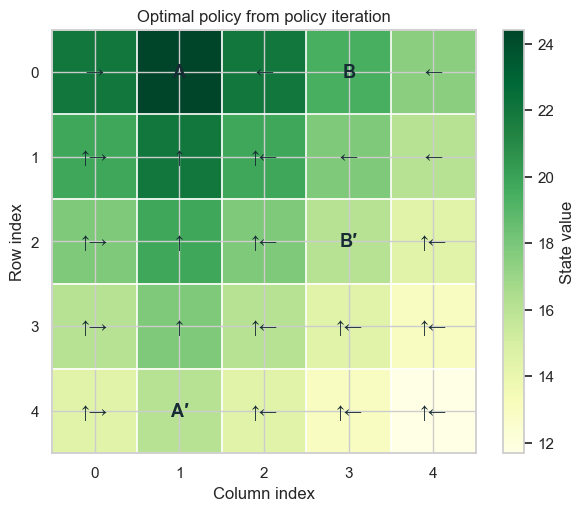 Optimal policy from policy iteration
0 → A ← B ←
1 ↑→ ↑ ↑← ← ←
2 ↑→ ↑ ↑← B′ ↑←
3 ↑→ ↑ ↑← ↑← ↑←
4 ↑→ A′ ↑← ↑← ↑←
0 1 2 3 4
Column index
Row index
24
22
20
18
16
14
12
State value